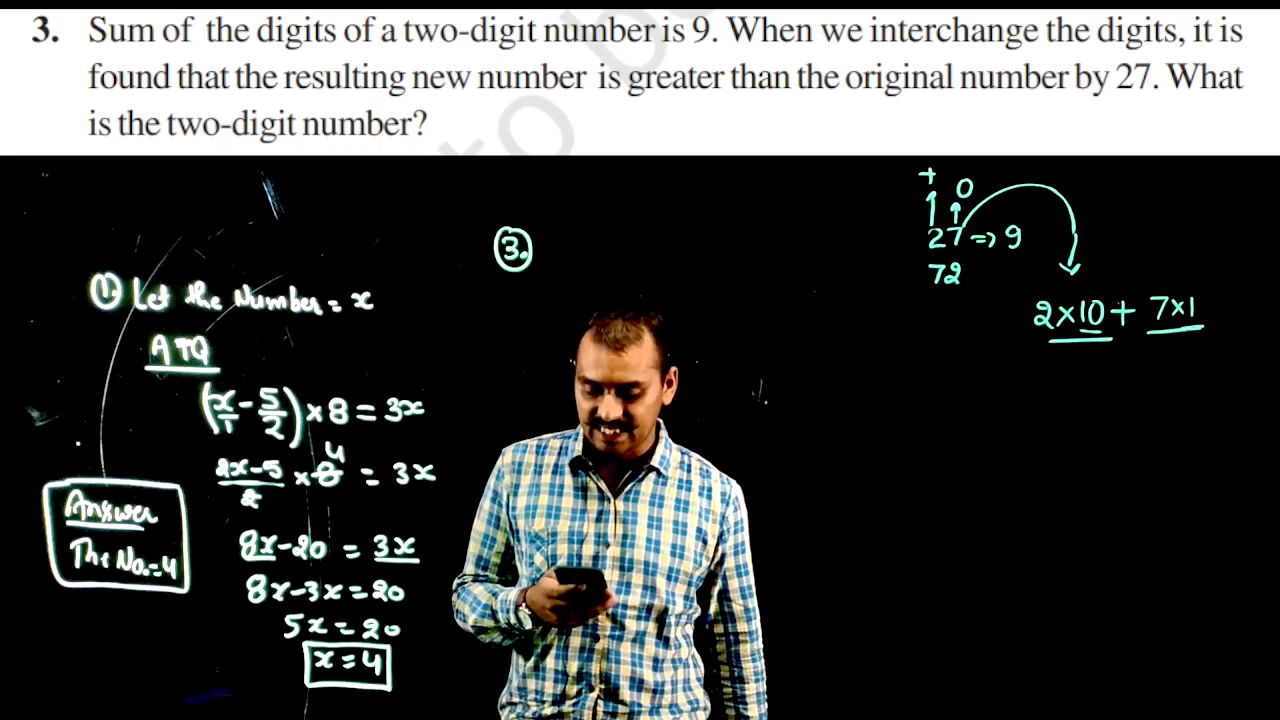 3. Sum of the digits of a two-digit number is 9. When we interchange the digits, it is
found that the resulting new number is greater than the original number by 27. What
is the two-digit number?
to b
① Let the Number = x
ATQ
(x/1 - 5/2) × 8 = 3x
2x-5/2 × 8 4 = 3x
8x-20 = 3x
8x-3x = 20
5x = 20
x = 4
Answer
The No. = 4
3.
T O
27 => 9
72
2×10 + 7×1